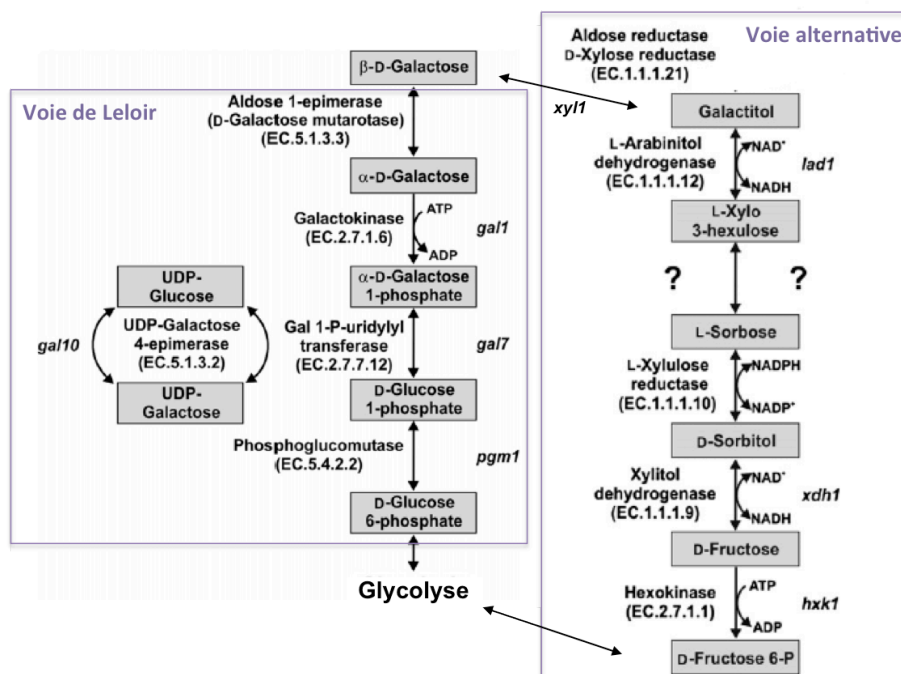 β-D-Galactose
Voie de Leloir
Aldose 1-epimerase
(D-Galactose mutarotase)
(EC.5.1.3.3)
α-D-Galactose
Galactokinase
(EC.2.7.1.6)
ATP
ADP
gal1
α-D-Galactose
1-phosphate
UDP-
Glucose
gal10
UDP-Galactose
4-epimerase
(EC.5.1.3.2)
UDP-
Galactose
Gal 1-P-uridylyl
transferase
(EC.2.7.7.12)
gal7
D-Glucose
1-phosphate
Phosphoglucomutase
(EC.5.4.2.2)
pgm1
D-Glucose
6-phosphate
Glycolyse
Voie alternative
Aldose reductase
D-Xylose reductase
(EC.1.1.1.21)
xyl1
Galactitol
L-Arabinitol
dehydrogenase
(EC.1.1.1.12)
NAD⁺
NADH
lad1
L-Xylo
3-hexulose
? ?
L-Sorbose
L-Xylulose
reductase
(EC.1.1.1.10)
NADPH
NADP⁺
D-Sorbitol
Xylitol
dehydrogenase
(EC.1.1.1.9)
NAD⁺
NADH
xdh1
D-Fructose
Hexokinase
(EC.2.7.1.1)
ATP
ADP
hxk1
D-Fructose 6-P